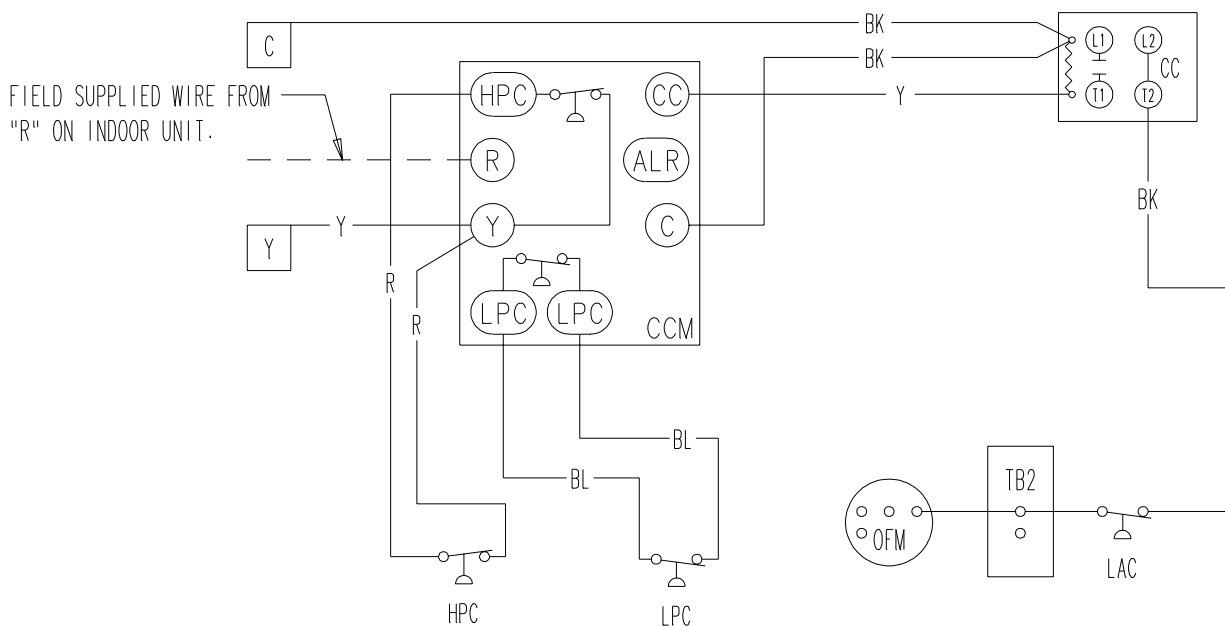 C
BK
BK
L1
L2
CC
T1
T2
FIELD SUPPLIED WIRE FROM
"R" ON INDOOR UNIT.
HPC
CC
Y
R
ALR
BK
Y
Y
Y
C
R
R
LPC
LPC
CCM
BL
BL
TB2
OFM
LAC
HPC
LPC